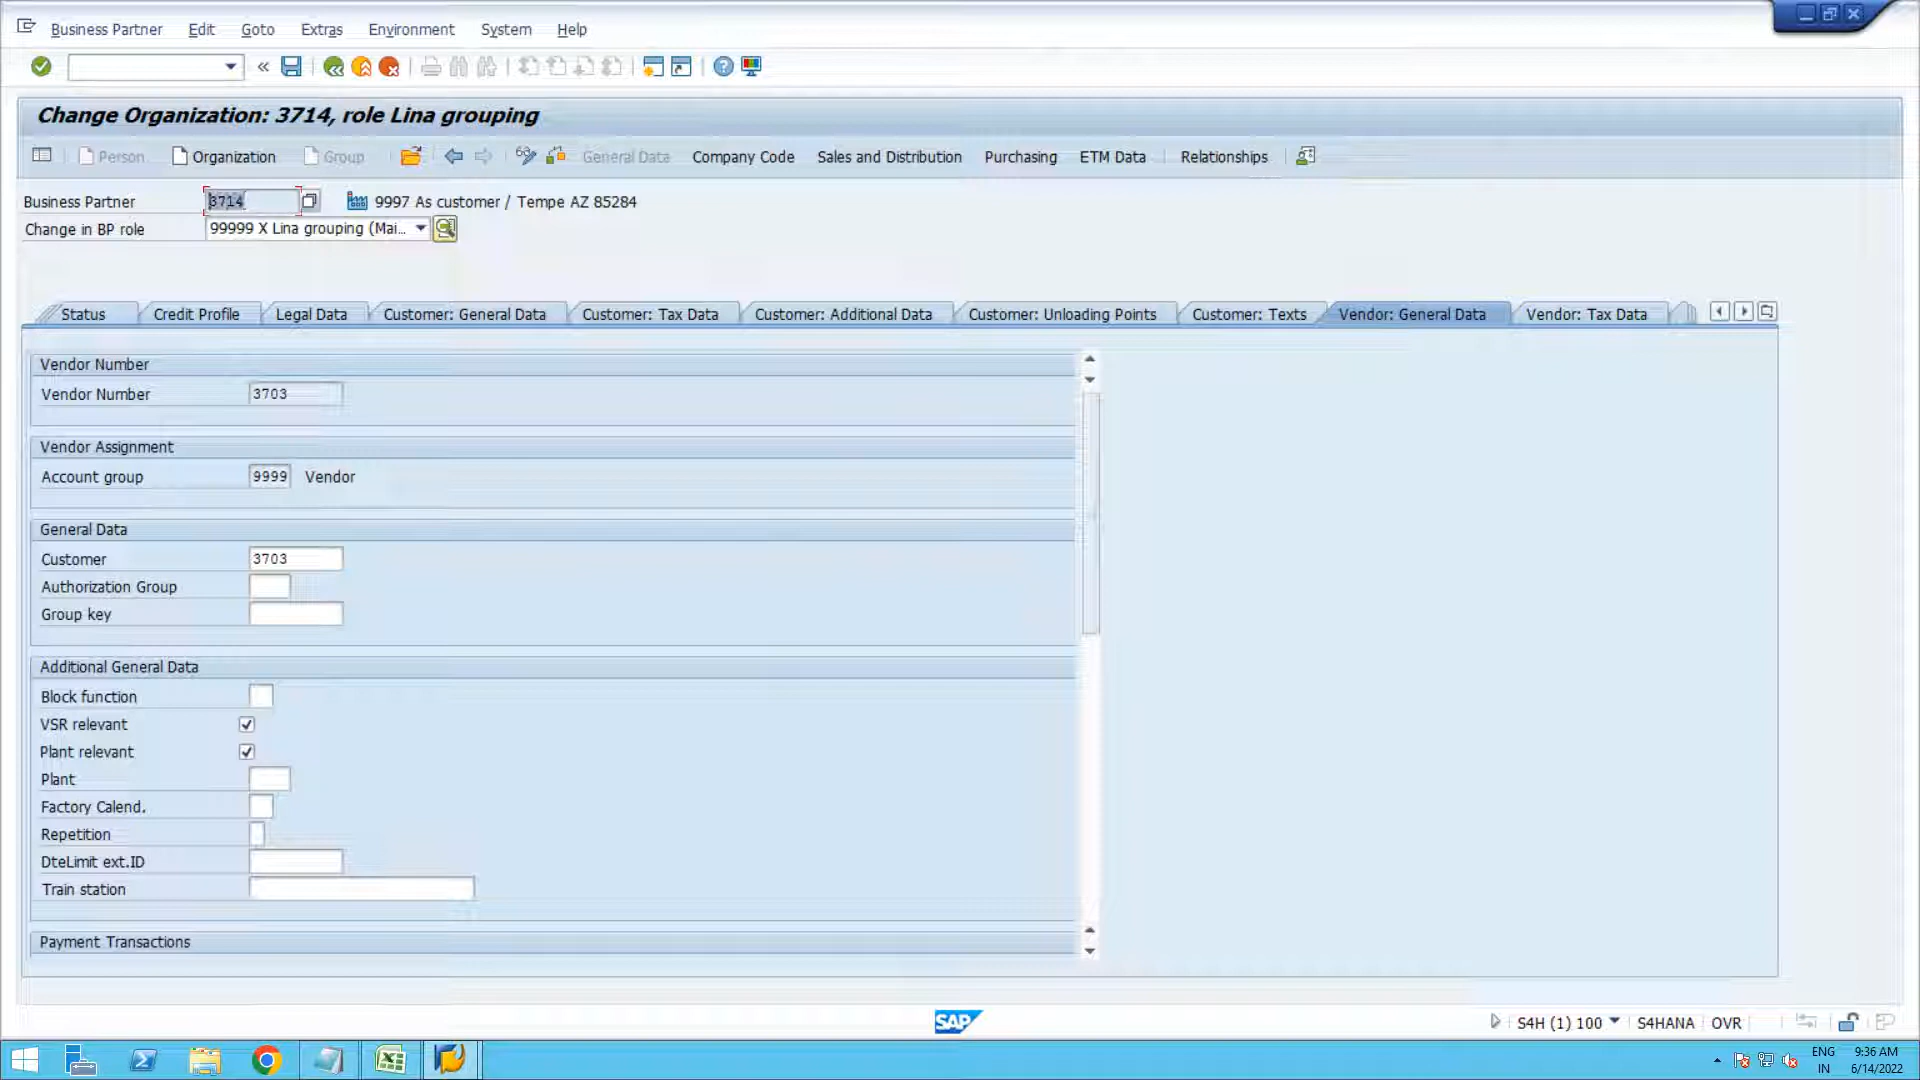 Business Partner Edit Goto Extras Environment System Help
Change Organization: 3714, role Lina grouping
Person Organization Group General Data Company Code Sales and Distribution Purchasing ETM Data Relationships
Business Partner 3714 9997 As customer / Tempe AZ 85284
Change in BP role 99999 X Lina grouping (Mai...
Status Credit Profile Legal Data Customer: General Data Customer: Tax Data Customer: Additional Data Customer: Unloading Points Customer: Texts Vendor: General Data Vendor: Tax Data
Vendor Number
Vendor Number 3703
Vendor Assignment
Account group 9999 Vendor
General Data
Customer 3703
Authorization Group
Group key
Additional General Data
Block function
VSR relevant
Plant relevant
Plant
Factory Calend.
Repetition
DteLimit ext.ID
Train station
Payment Transactions
SAP S4H (1) 100 S4HANA OVR
ENG 9:36 AM
IN 6/14/2022